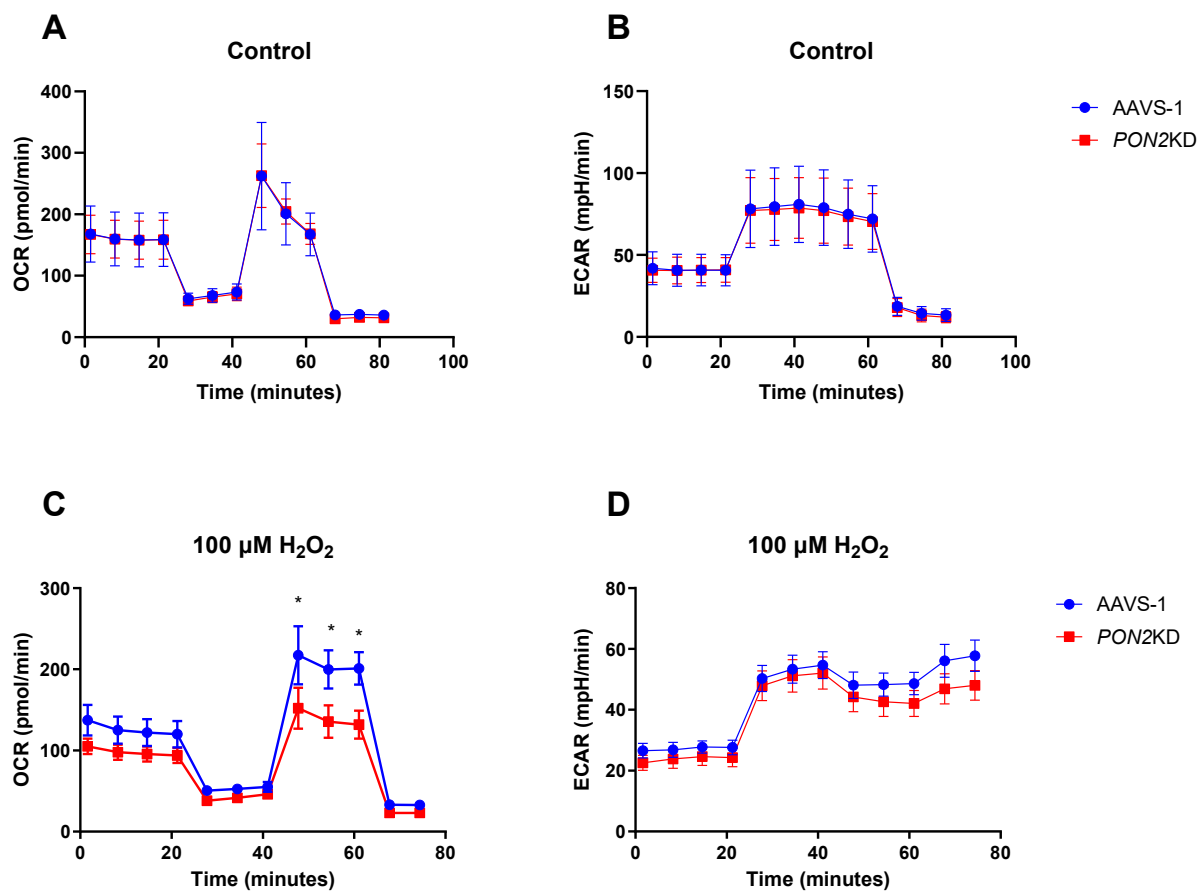 A
Control
OCR (pmol/min)
400
300
200
100
0
0 20 40 60 80 100
Time (minutes)
B
Control
ECAR (mpH/min)
150
100
50
0
0 20 40 60 80 100
Time (minutes)
AAVS-1
PON2KD
C
100 µM H₂O₂
OCR (pmol/min)
300
200
100
0
* * *
0 20 40 60 80
Time (minutes)
D
100 µM H₂O₂
ECAR (mpH/min)
80
60
40
20
0
0 20 40 60 80
Time (minutes)
AAVS-1
PON2KD